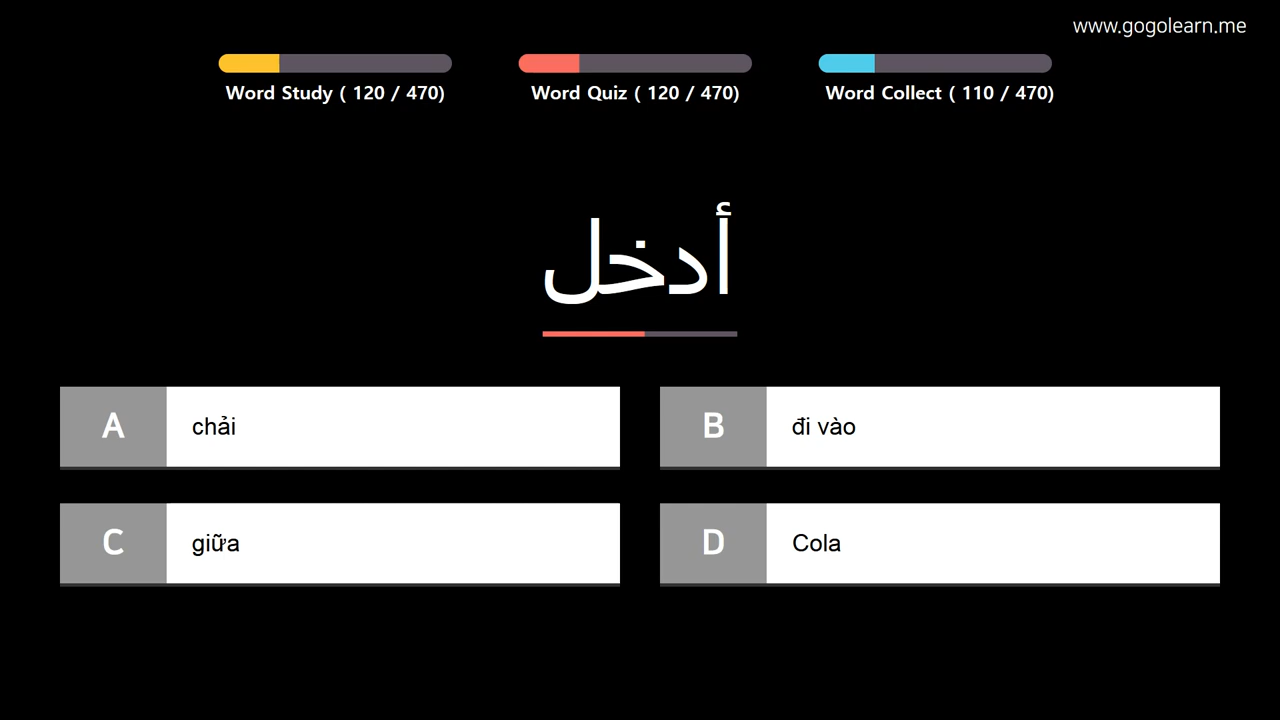 www.gogolearn.me
Word Study ( 120 / 470)
Word Quiz ( 120 / 470)
Word Collect ( 110 / 470)
أدخل
A chải
B đi vào
C giữa
D Cola